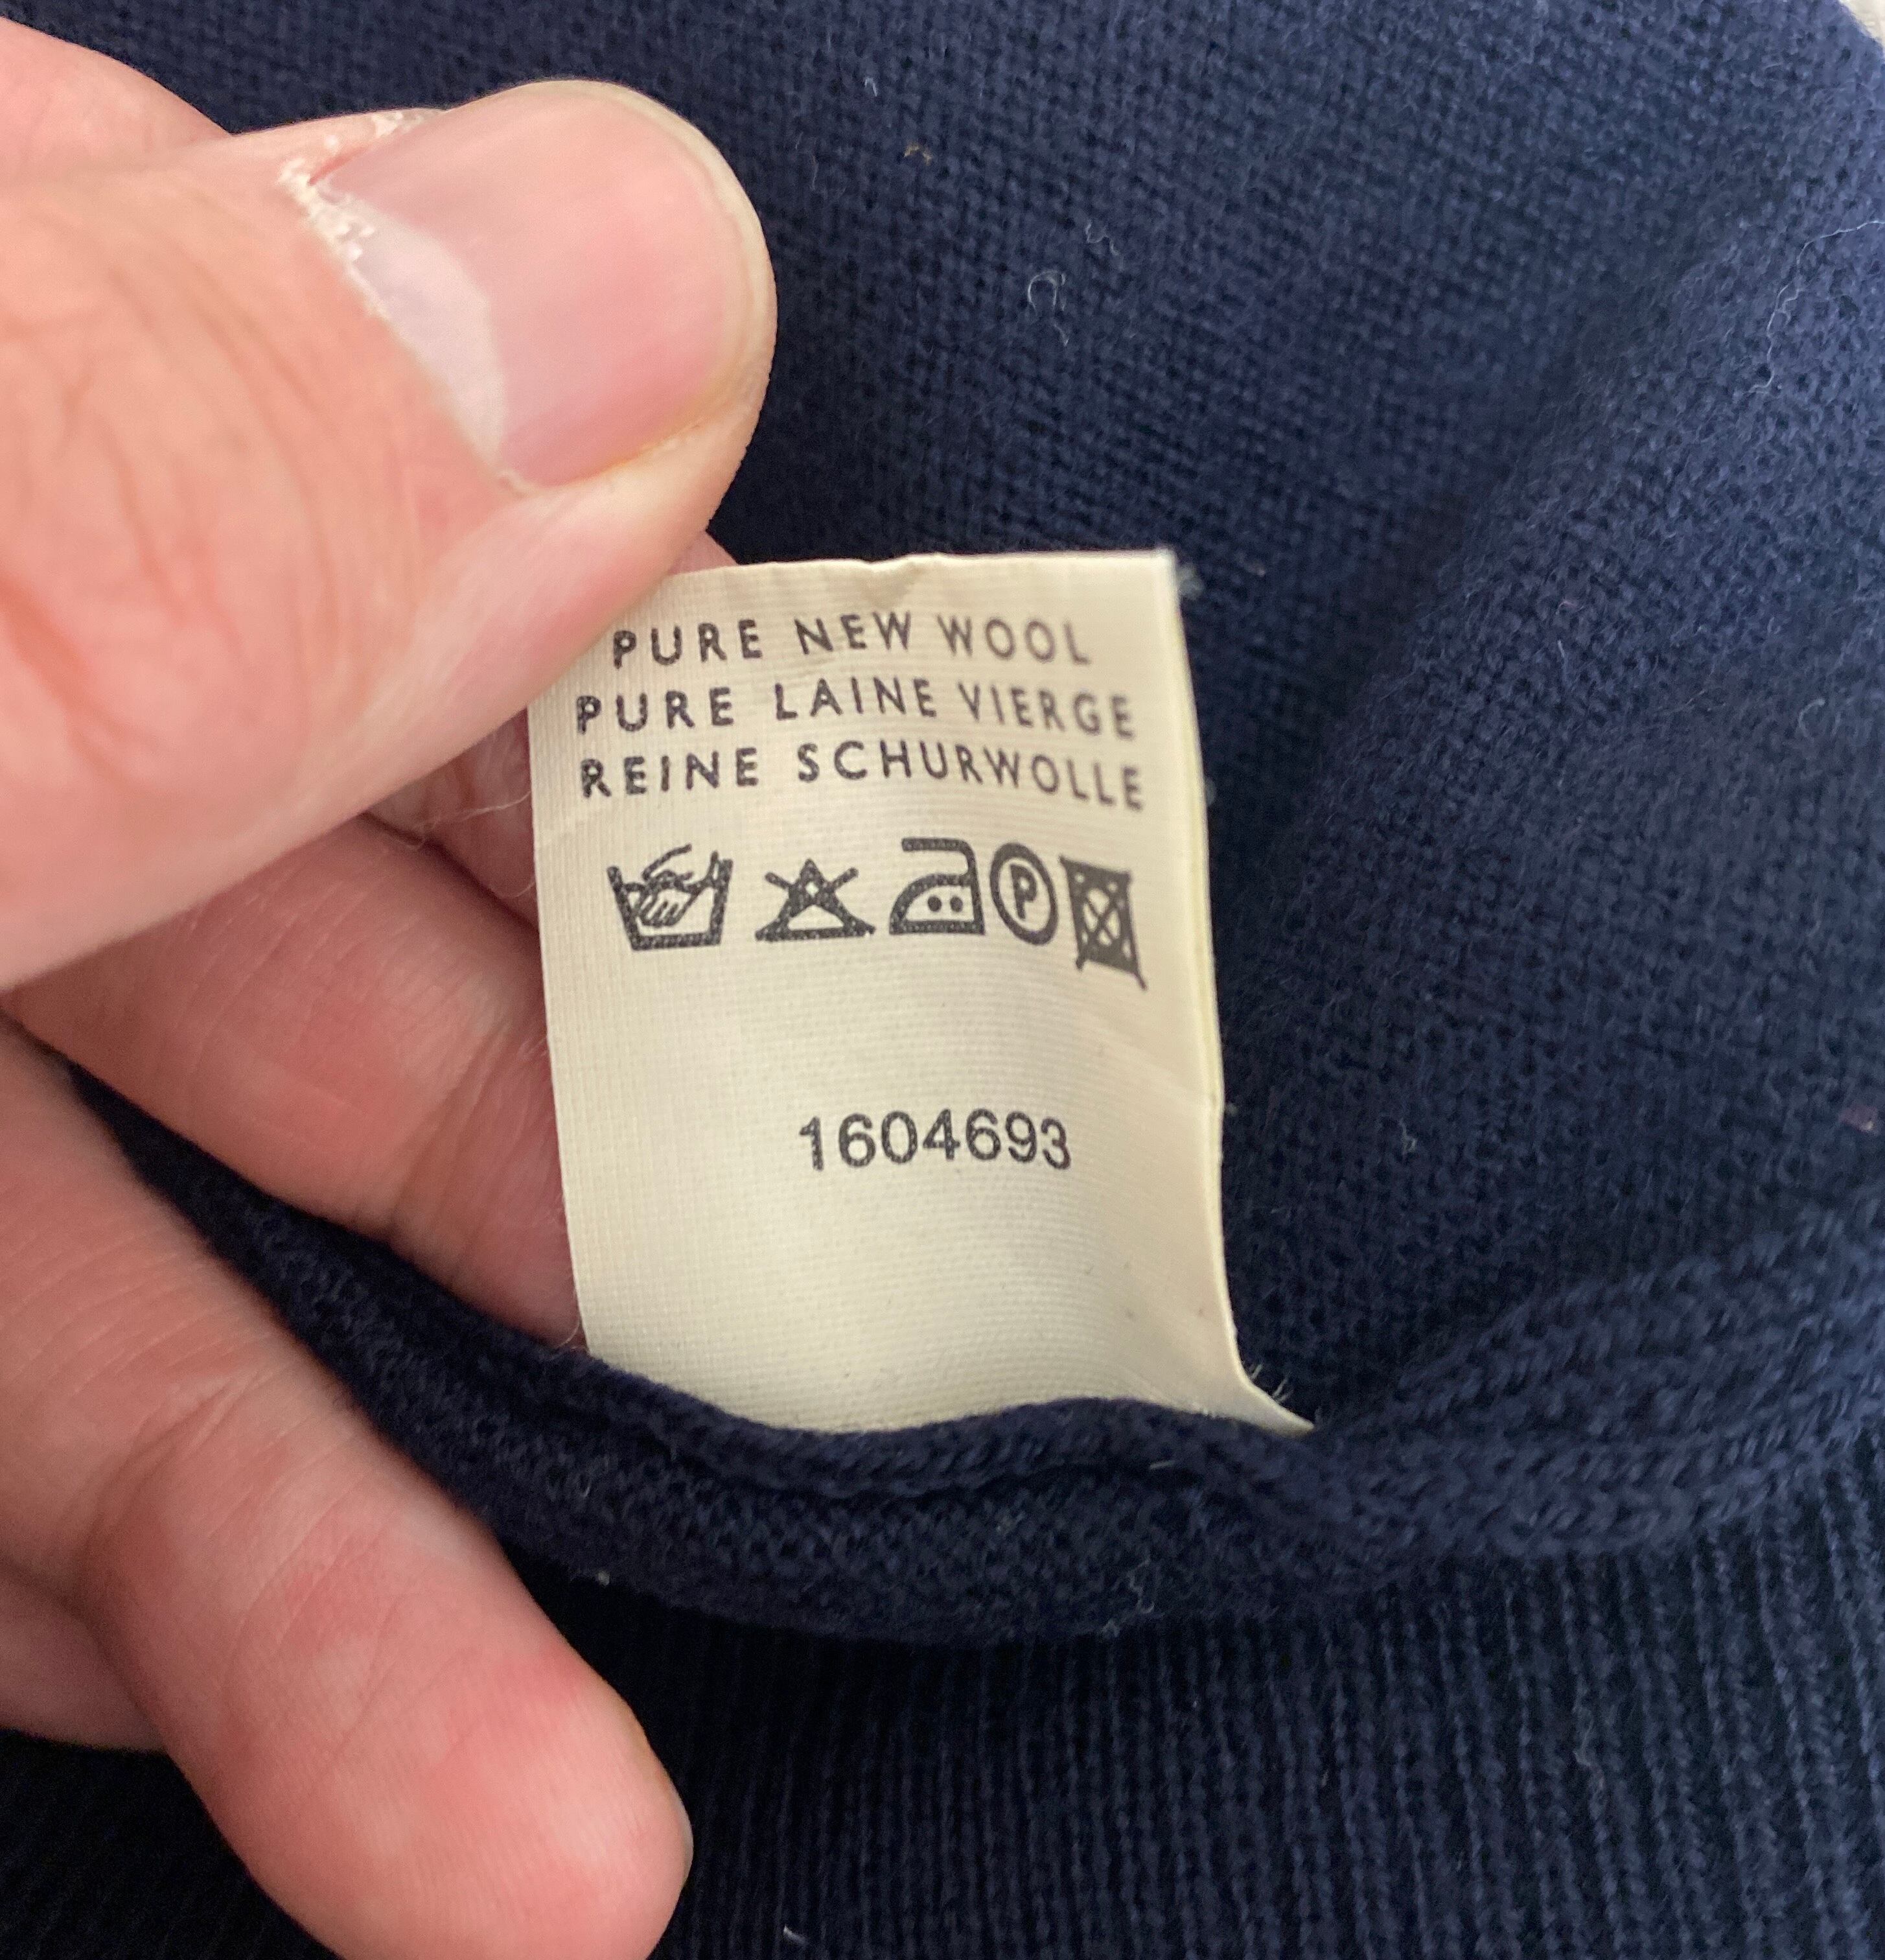 PURE NEW WOOL
PURE LAINE VIERGE
REINE SCHURWOLLE
P
1604693